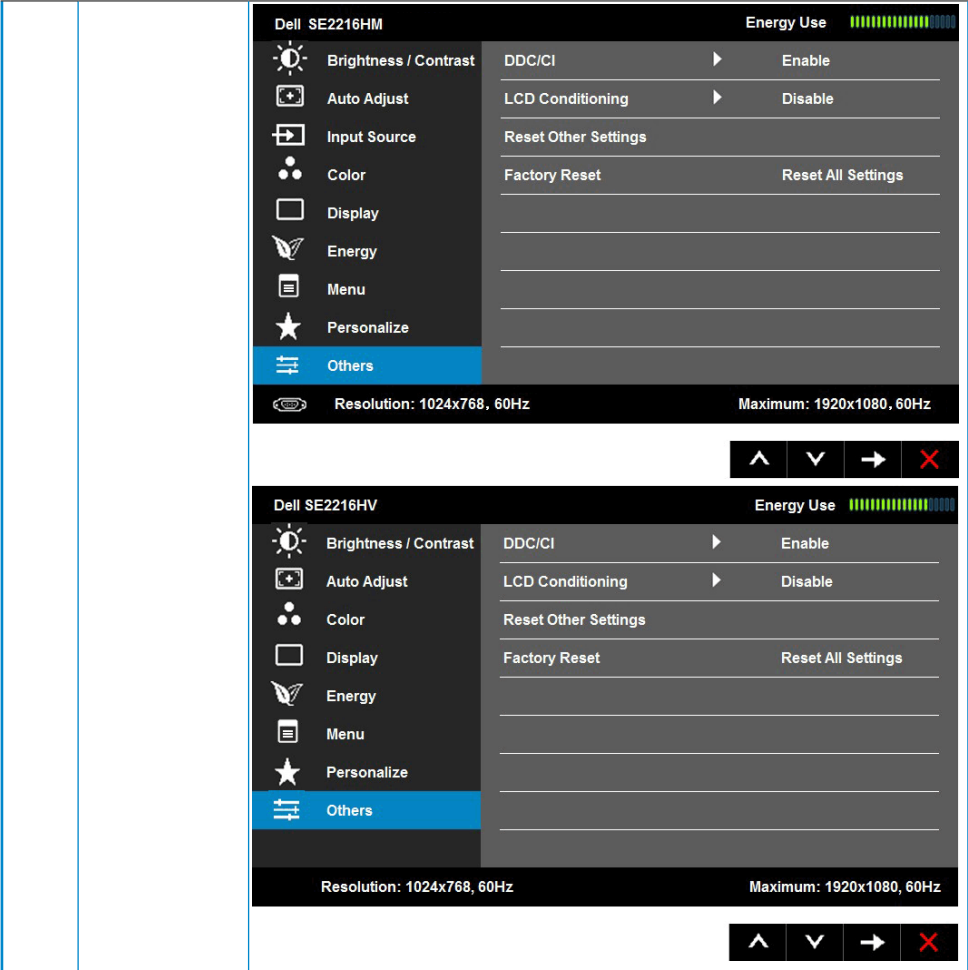 Dell SE2216HM Energy Use
Brightness / Contrast DDC/CI Enable
Auto Adjust LCD Conditioning Disable
Input Source Reset Other Settings
Color Factory Reset Reset All Settings
Display
Energy
Menu
Personalize
Others
Resolution: 1024x768, 60Hz Maximum: 1920x1080, 60Hz
Dell SE2216HV Energy Use
Brightness / Contrast DDC/CI Enable
Auto Adjust LCD Conditioning Disable
Color Reset Other Settings
Display Factory Reset Reset All Settings
Energy
Menu
Personalize
Others
Resolution: 1024x768, 60Hz Maximum: 1920x1080, 60Hz